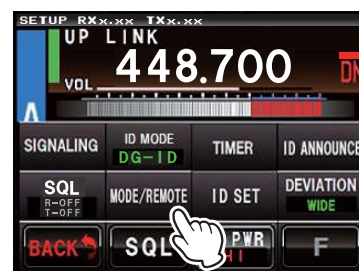 SETUP RXx.xx TXx.xx
UP LINK
448.700
DN
VOL
A
SIGNALING
ID MODE
DG-ID
TIMER
ID ANNOUNCE
SQL
R-OFF
T-OFF
MODE/REMOTE
ID SET
DEVIATION
WIDE
BACK
SQL
PWR
HI
F